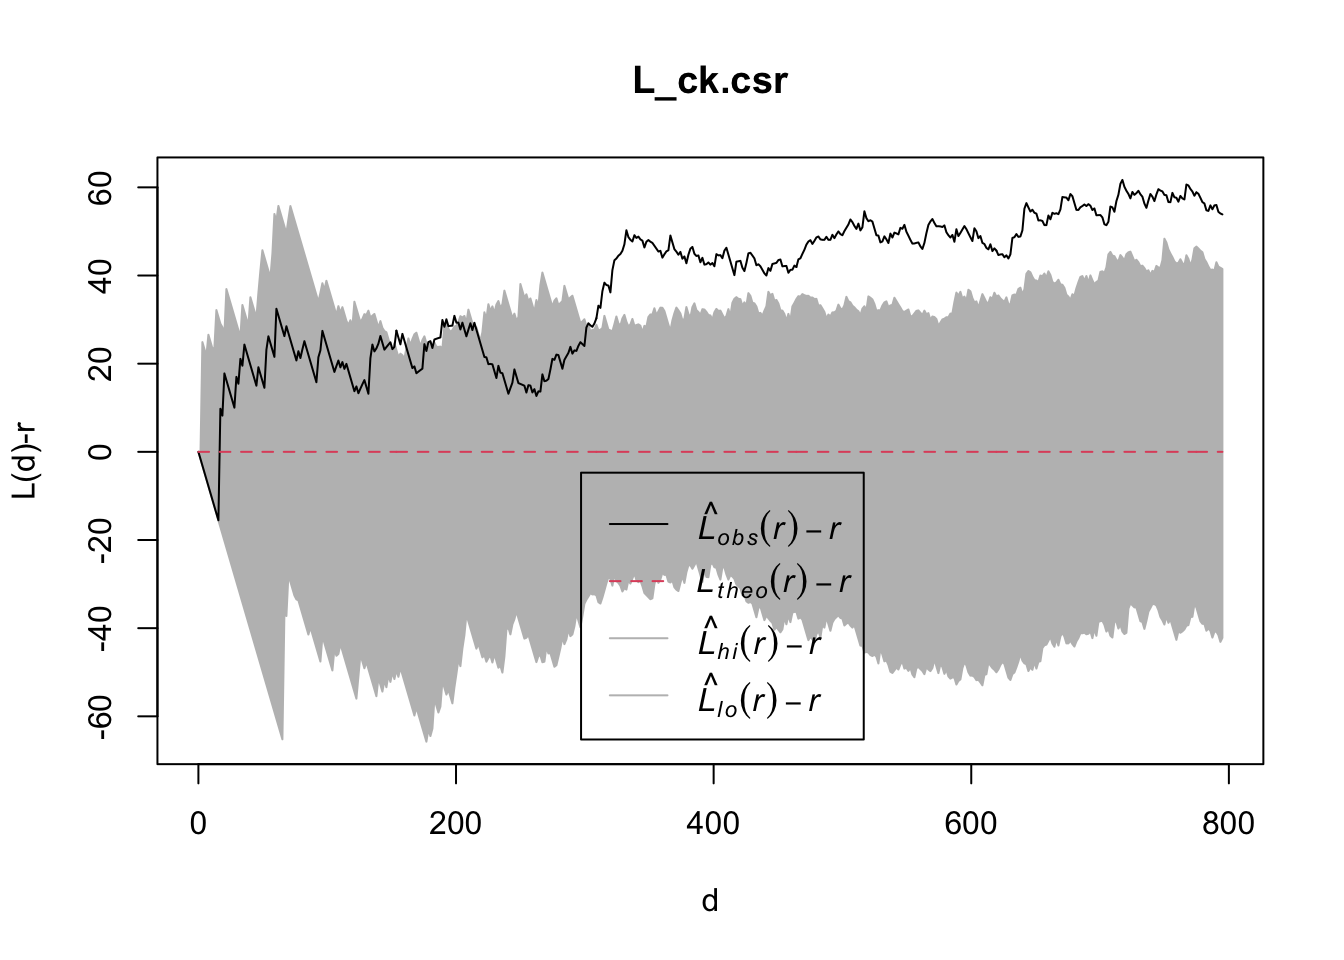 L_ck.csr
L(d)-r
60
40
20
0
-20
-40
-60
L̂obs(r) – r
Ltheo(r) – r
L̂hi(r) – r
L̂lo(r) – r
0 200 400 600 800
d